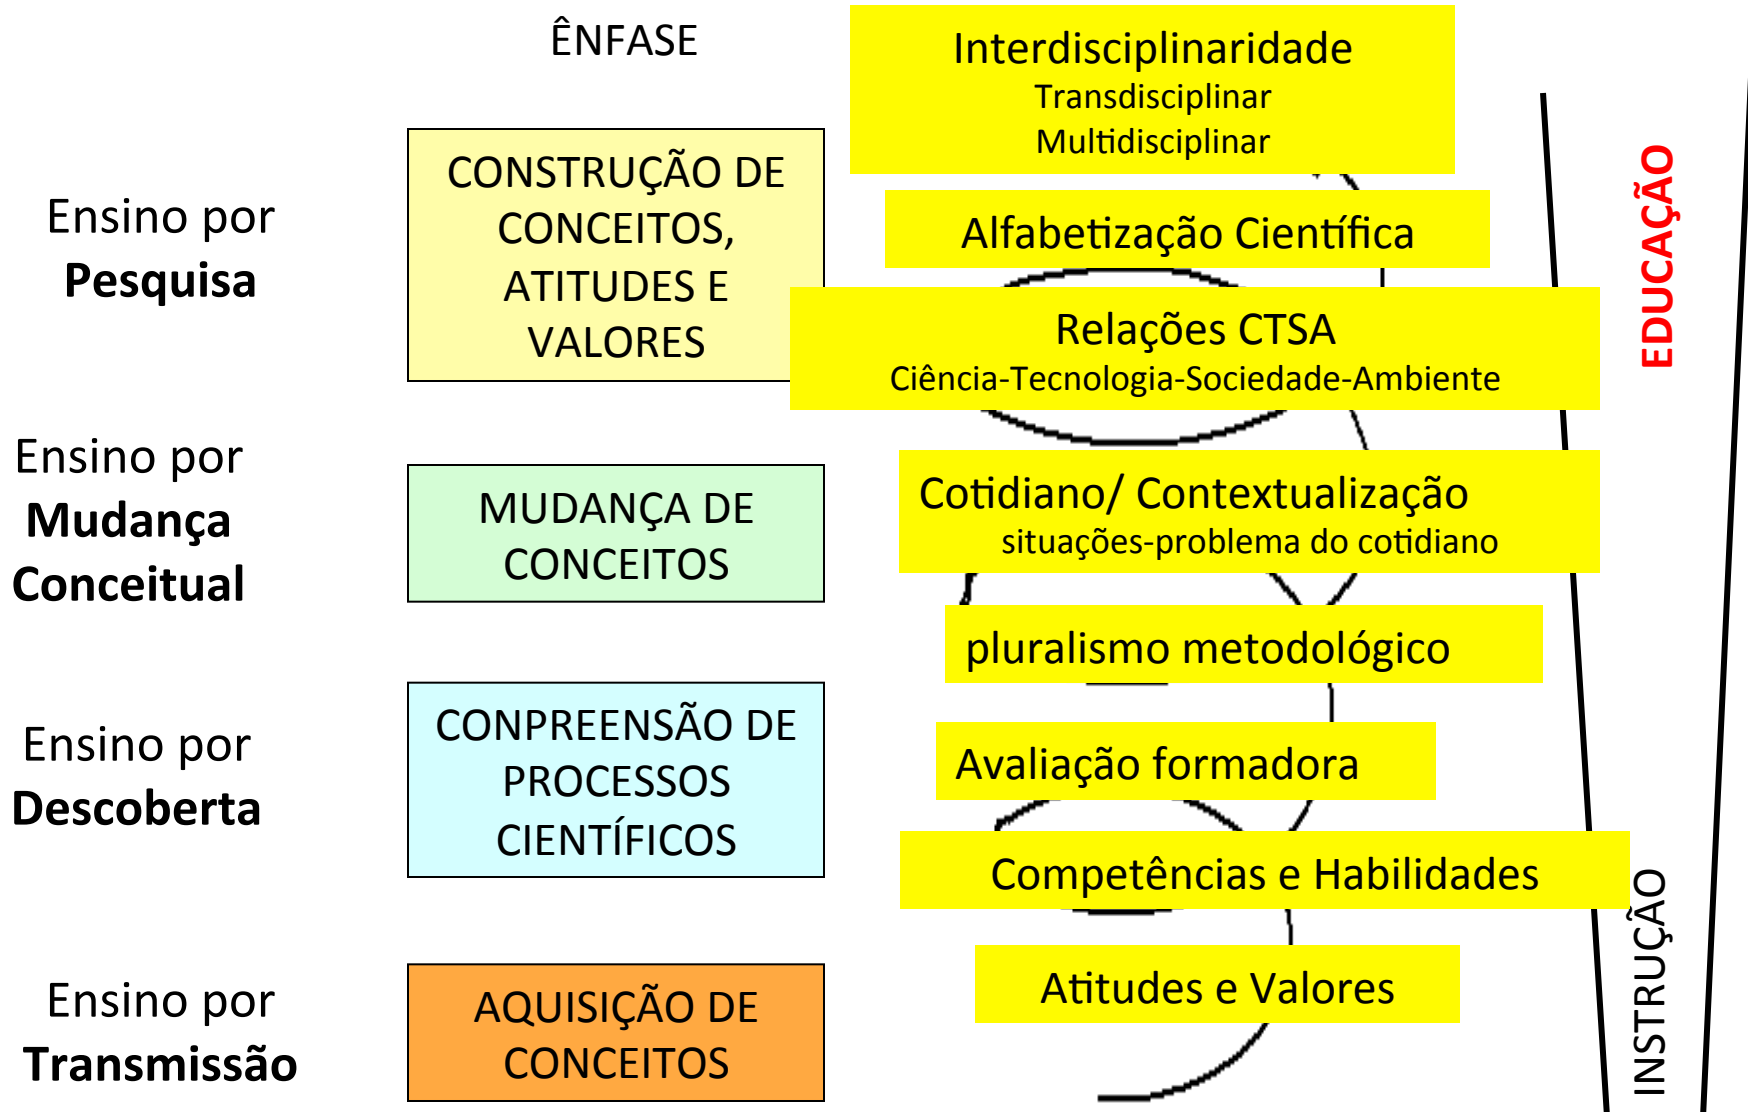 ÊNFASE
Ensino por
Pesquisa
CONSTRUÇÃO DE
CONCEITOS,
ATITUDES E
VALORES
Ensino por
Mudança
Conceitual
MUDANÇA DE
CONCEITOS
Ensino por
Descoberta
CONPREENSÃO DE
PROCESSOS
CIENTÍFICOS
Ensino por
Transmissão
AQUISIÇÃO DE
CONCEITOS
Interdisciplinaridade
Transdisciplinar
Multidisciplinar
Alfabetização Científica
Relações CTSA
Ciência-Tecnologia-Sociedade-Ambiente
Cotidiano/ Contextualização
situações-problema do cotidiano
pluralismo metodológico
Avaliação formadora
Competências e Habilidades
Atitudes e Valores
EDUCAÇÃO
INSTRUÇÃO